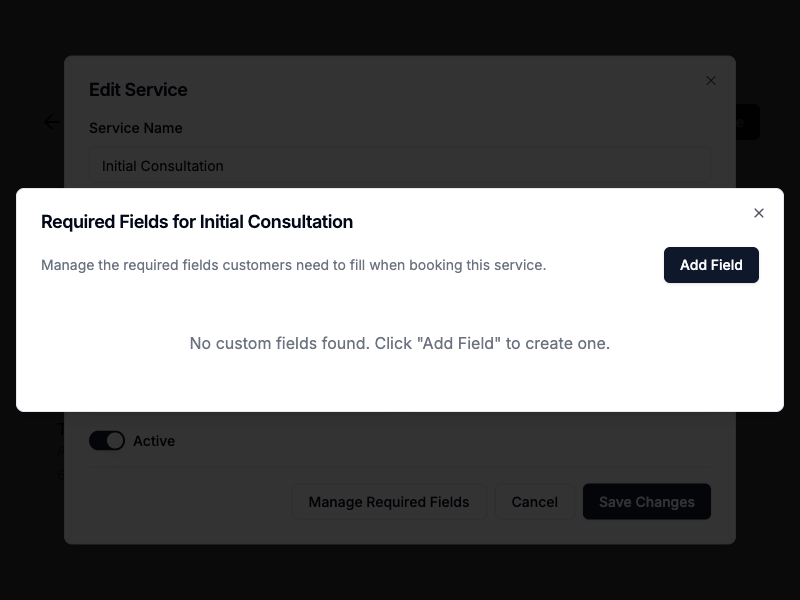 Edit Service
Service Name
Initial Consultation
Required Fields for Initial Consultation
Manage the required fields customers need to fill when booking this service.
Add Field
No custom fields found. Click "Add Field" to create one.
Active
Manage Required Fields
Cancel
Save Changes